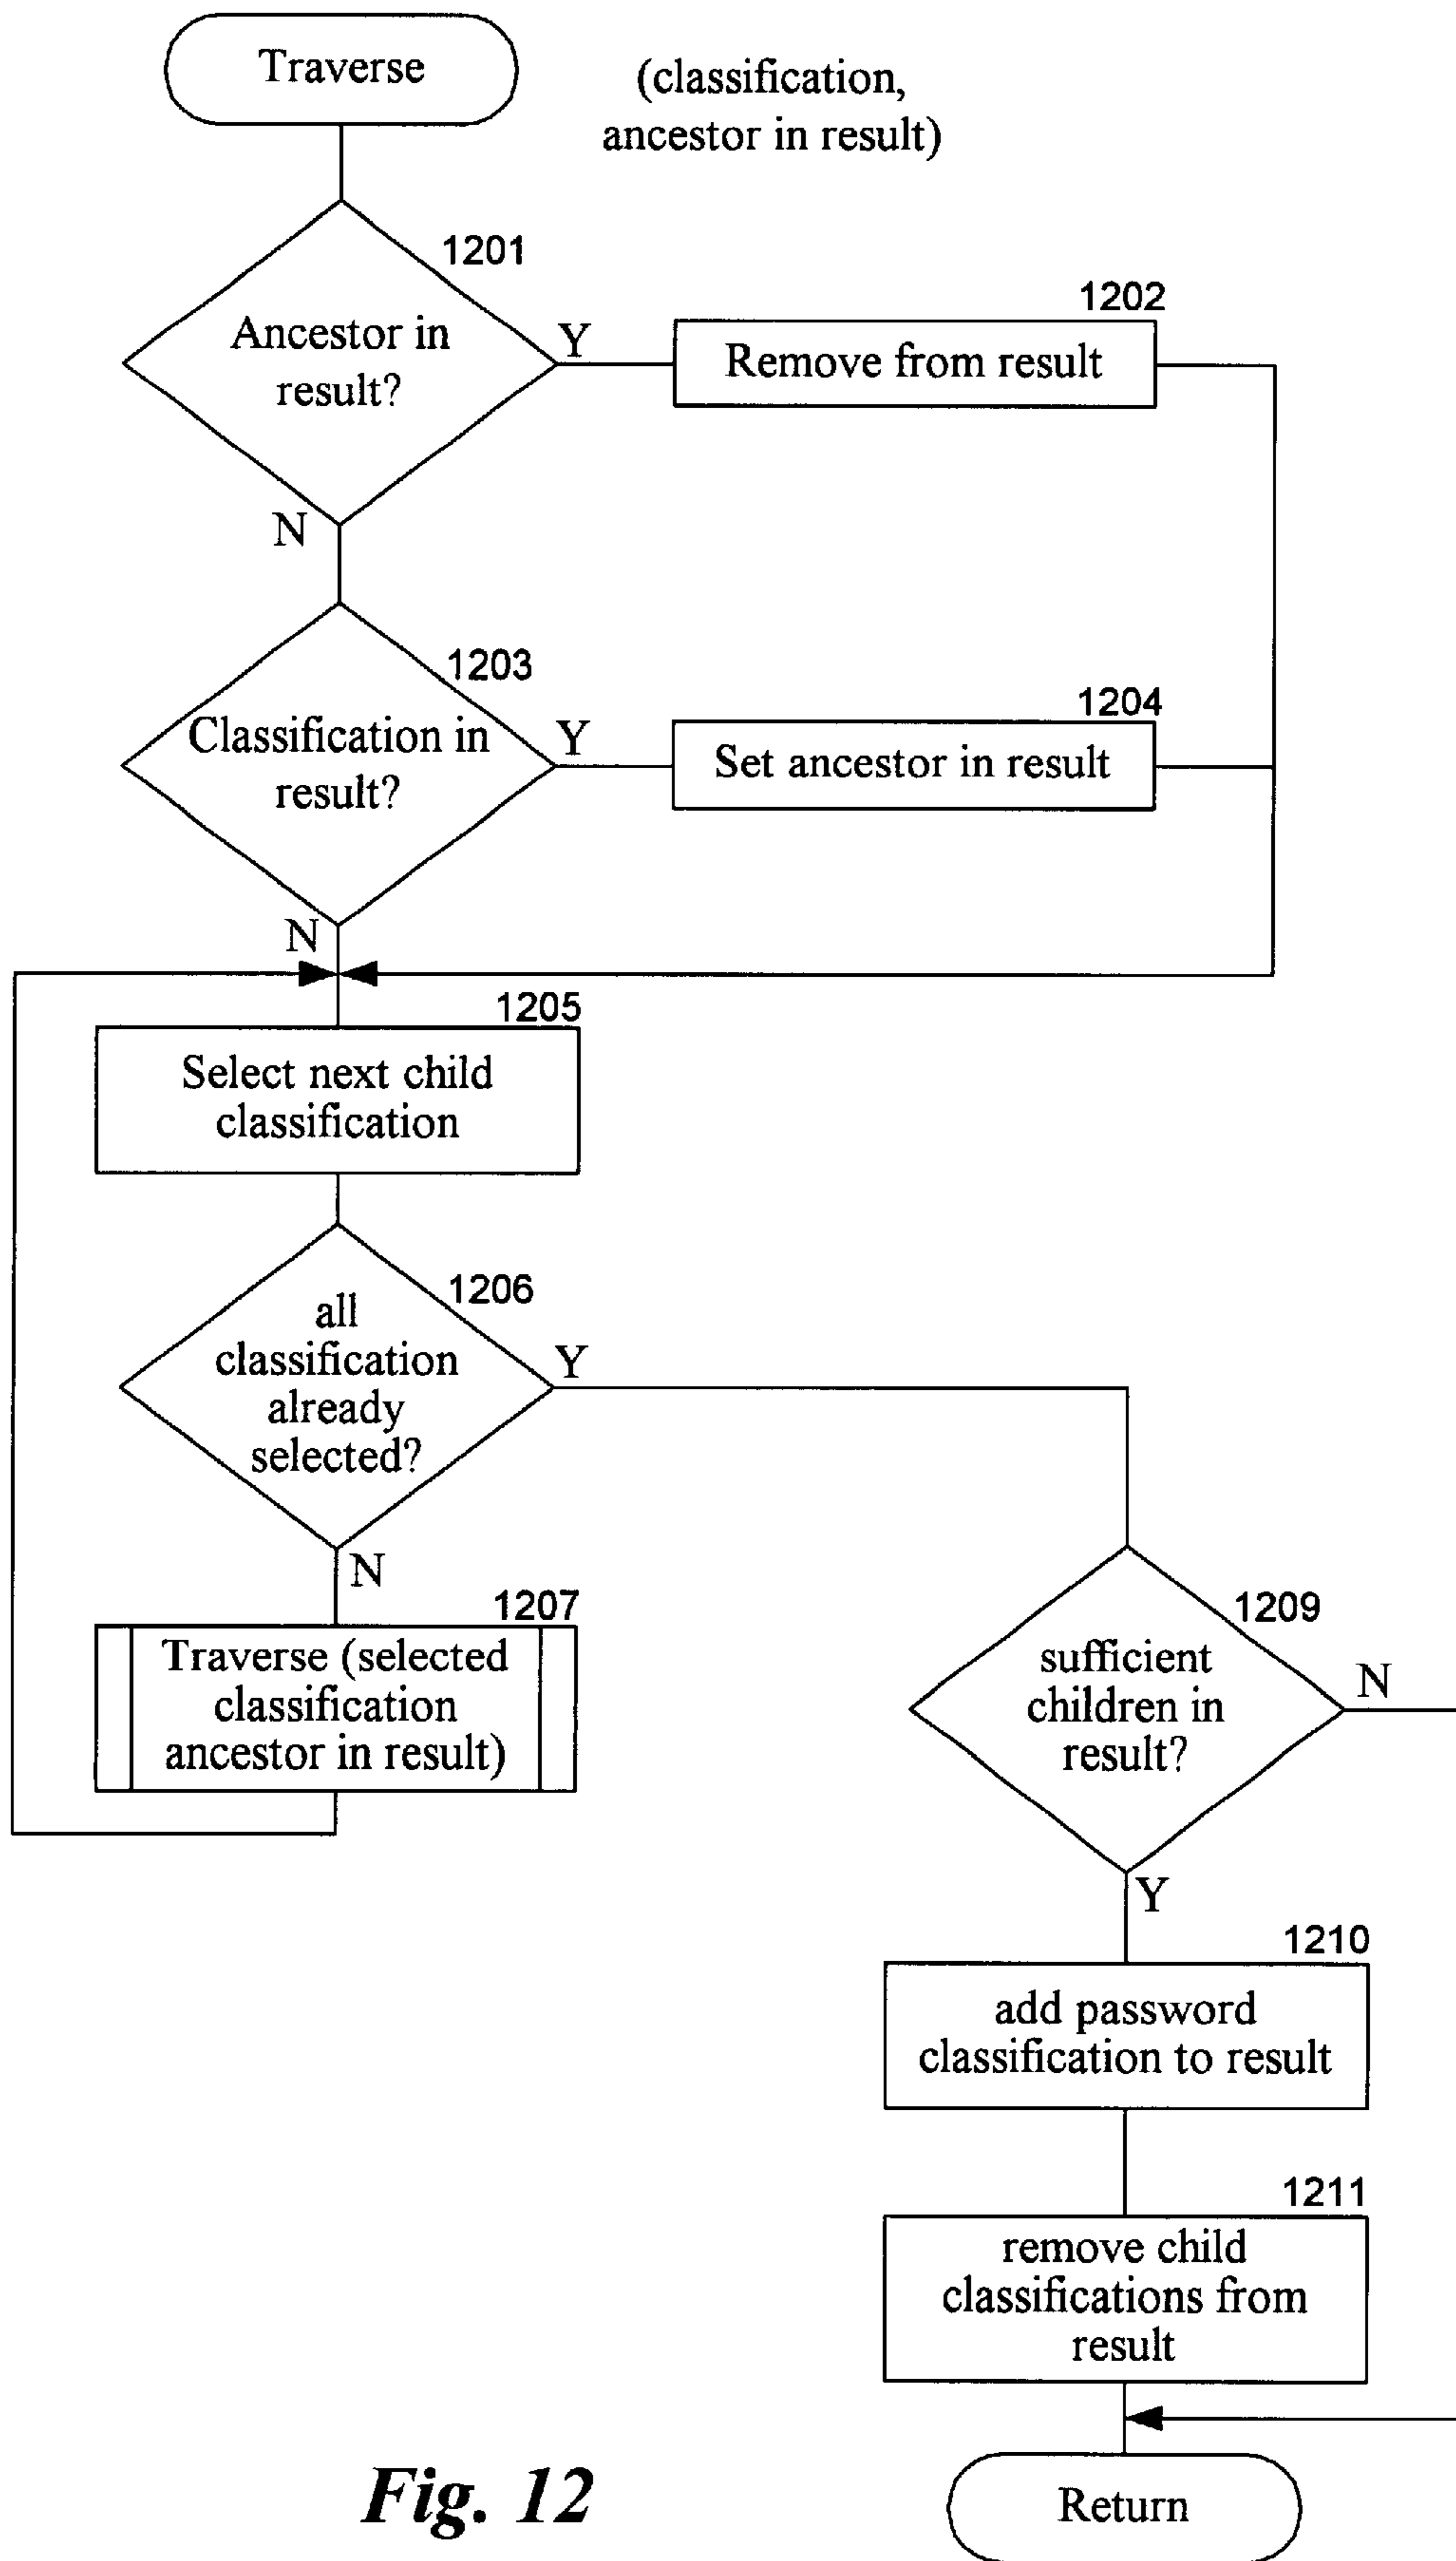 Traverse
(classification,
ancestor in result)
1201
Ancestor in
result?
Y
1202
Remove from result
N
1203
Classification in
result?
Y
1204
Set ancestor in result
N
1205
Select next child
classification
1206
all
classification
already
selected?
Y
N
1207
Traverse (selected
classification
ancestor in result)
1209
sufficient
children in
result?
N
Y
1210
add password
classification to result
1211
remove child
classifications from
result
Return
Fig. 12